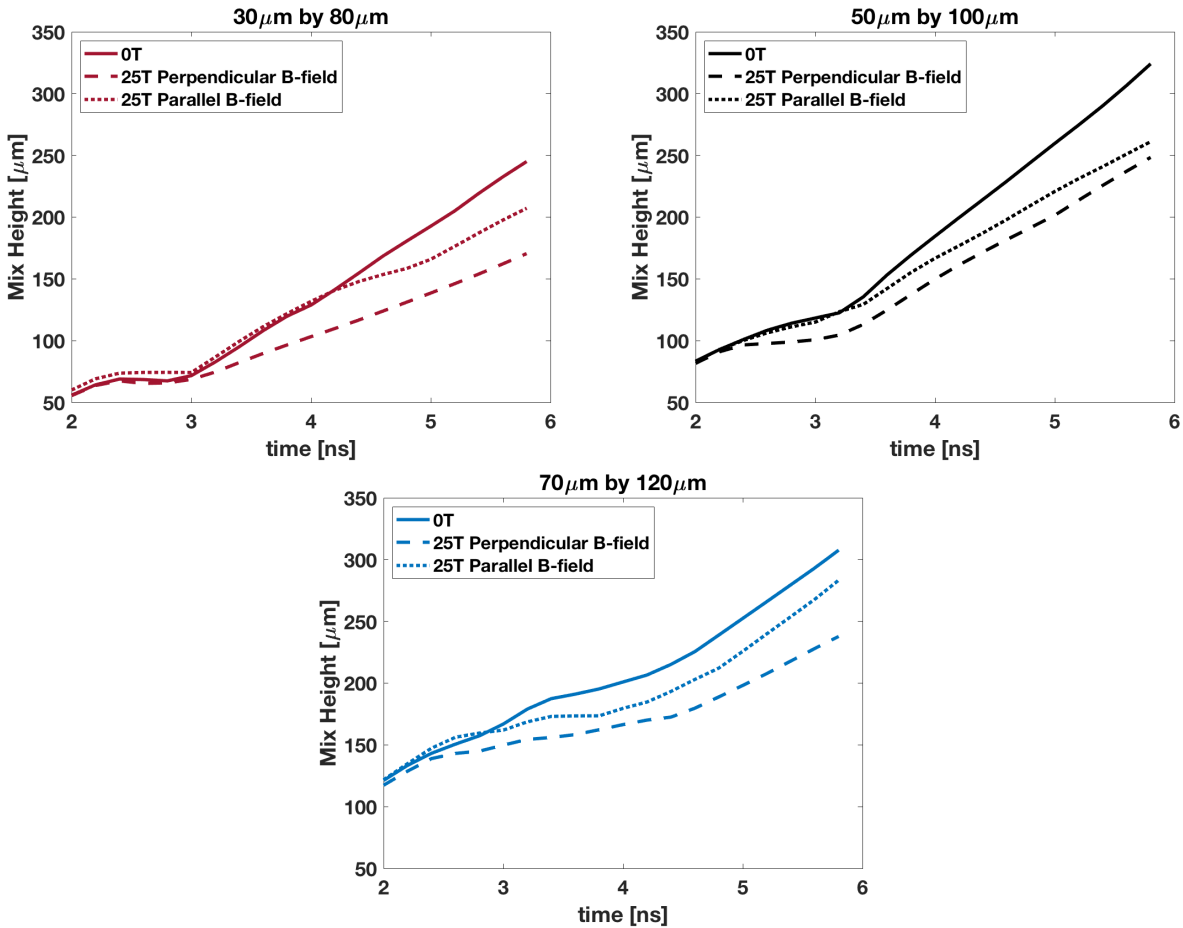 30μm by 80μm
350
300
250
200
150
100
50
Mix Height [μm]
0T
25T Perpendicular B-field
25T Parallel B-field
2 3 4 5 6
time [ns]
50μm by 100μm
350
300
250
200
150
100
50
Mix Height [μm]
0T
25T Perpendicular B-field
25T Parallel B-field
2 3 4 5 6
time [ns]
70μm by 120μm
350
300
250
200
150
100
50
Mix Height [μm]
0T
25T Perpendicular B-field
25T Parallel B-field
2 3 4 5 6
time [ns]